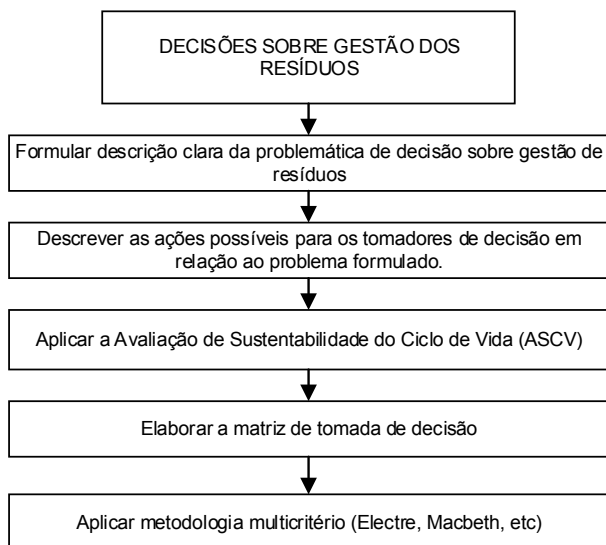 DECISÕES SOBRE GESTÃO DOS
RESÍDUOS
Formular descrição clara da problemática de decisão sobre gestão de
resíduos
Descrever as ações possíveis para os tomadores de decisão em
relação ao problema formulado.
Aplicar a Avaliação de Sustentabilidade do Ciclo de Vida (ASCV)
Elaborar a matriz de tomada de decisão
Aplicar metodologia multicritério (Electre, Macbeth, etc)